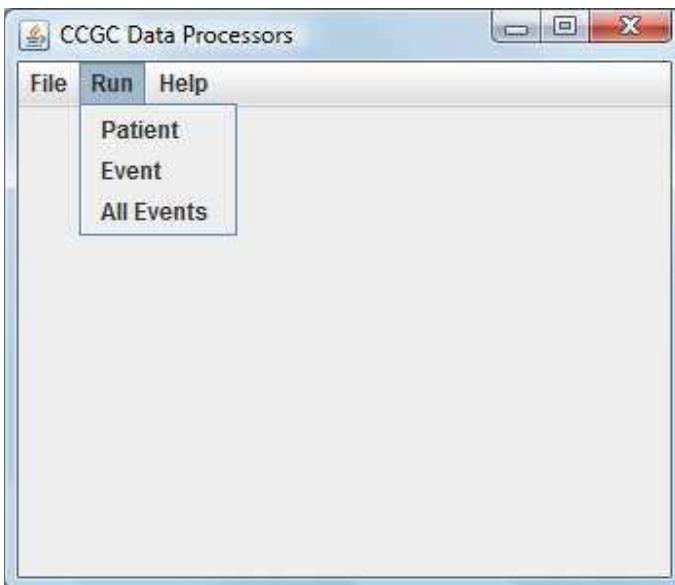 CCGC Data Processors
File Run Help
Patient
Event
All Events